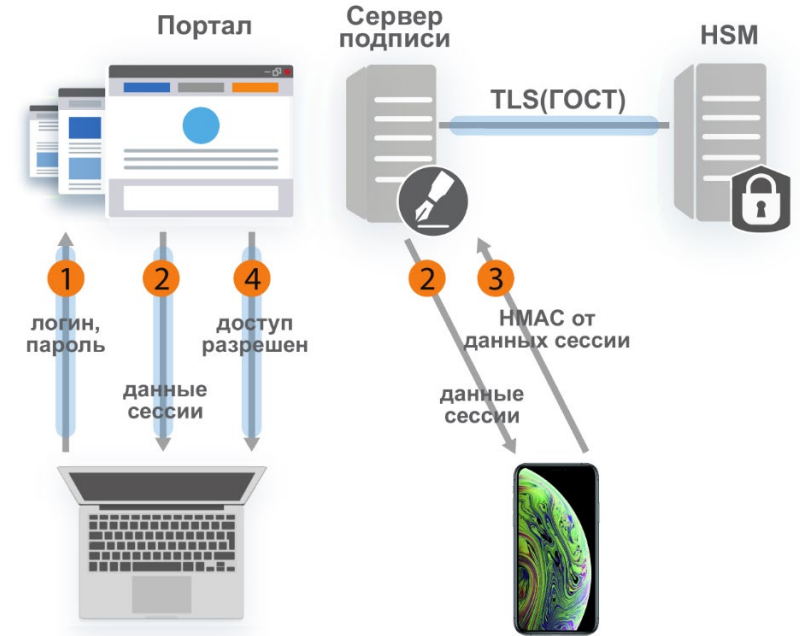 Портал
Сервер
подписи
HSM
TLS(ГОСТ)
1
2
4
2
3
логин,
пароль
доступ
разрешен
HMAC от
данных сессии
данные
сессии
данные
сессии